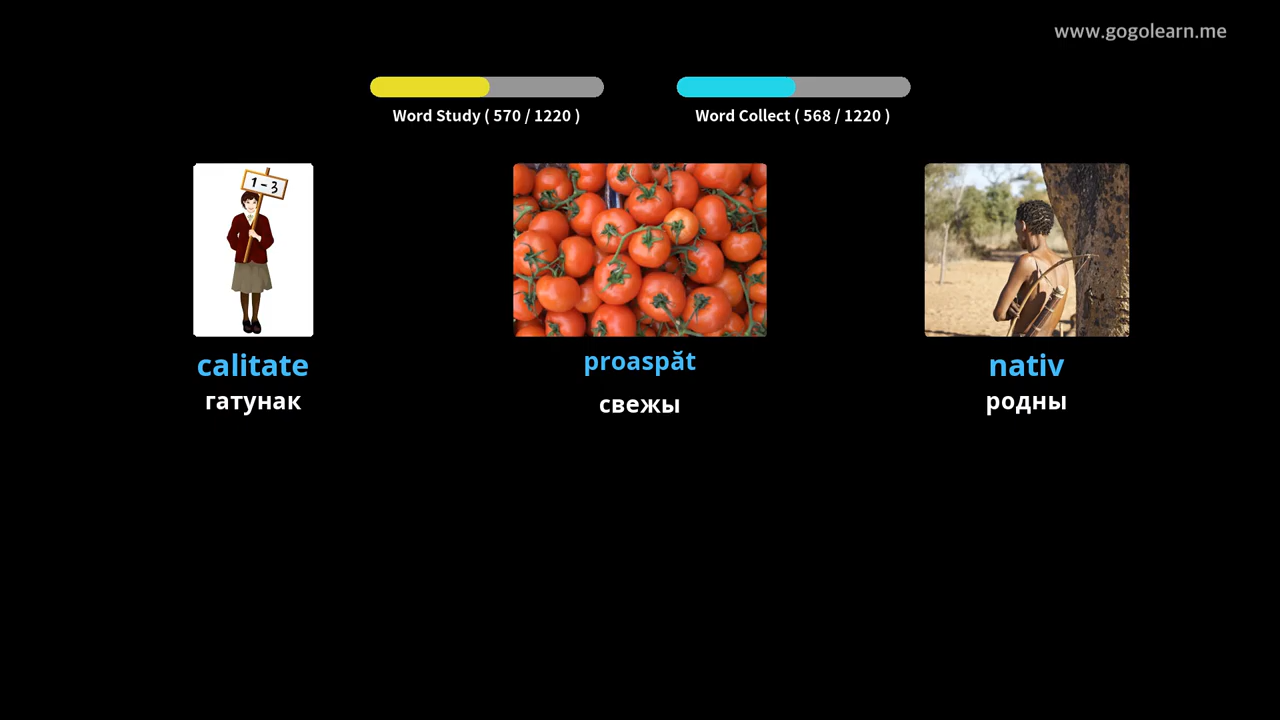 www.gogolearn.me
Word Study ( 570 / 1220 )
Word Collect ( 568 / 1220 )
1 - 3
calitate
гатунак
proaspăt
свежы
nativ
родны